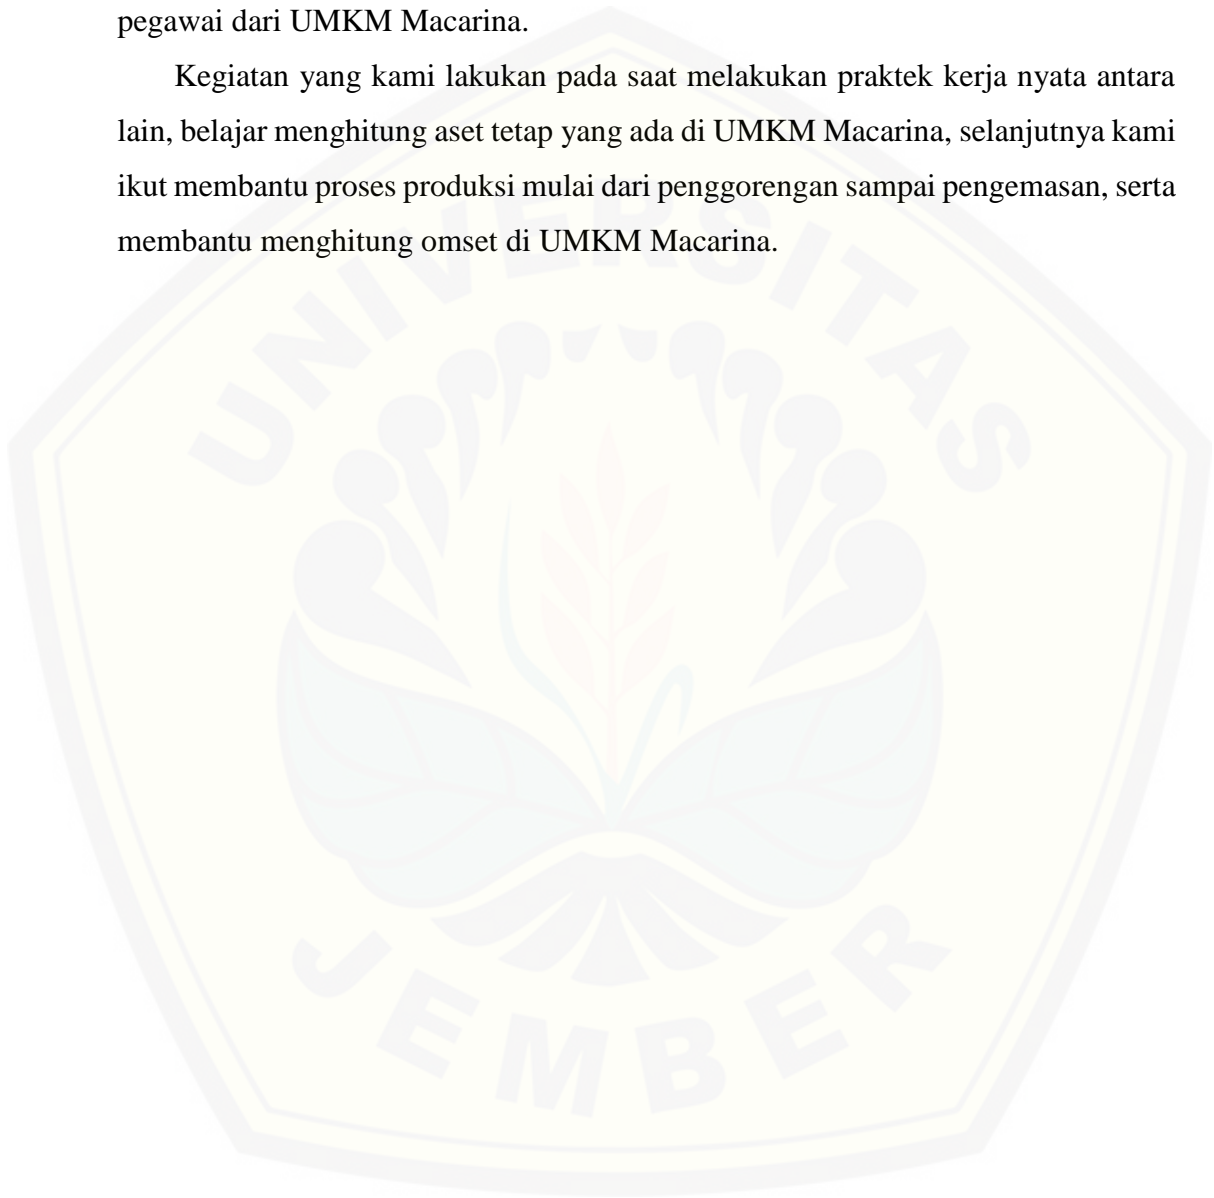 pegawai dari UMKM Macarina.
Kegiatan yang kami lakukan pada saat melakukan praktek kerja nyata antara
lain, belajar menghitung aset tetap yang ada di UMKM Macarina, selanjutnya kami
ikut membantu proses produksi mulai dari penggorengan sampai pengemasan, serta
membantu menghitung omset di UMKM Macarina.
UNIVERSITAS
JEMBER